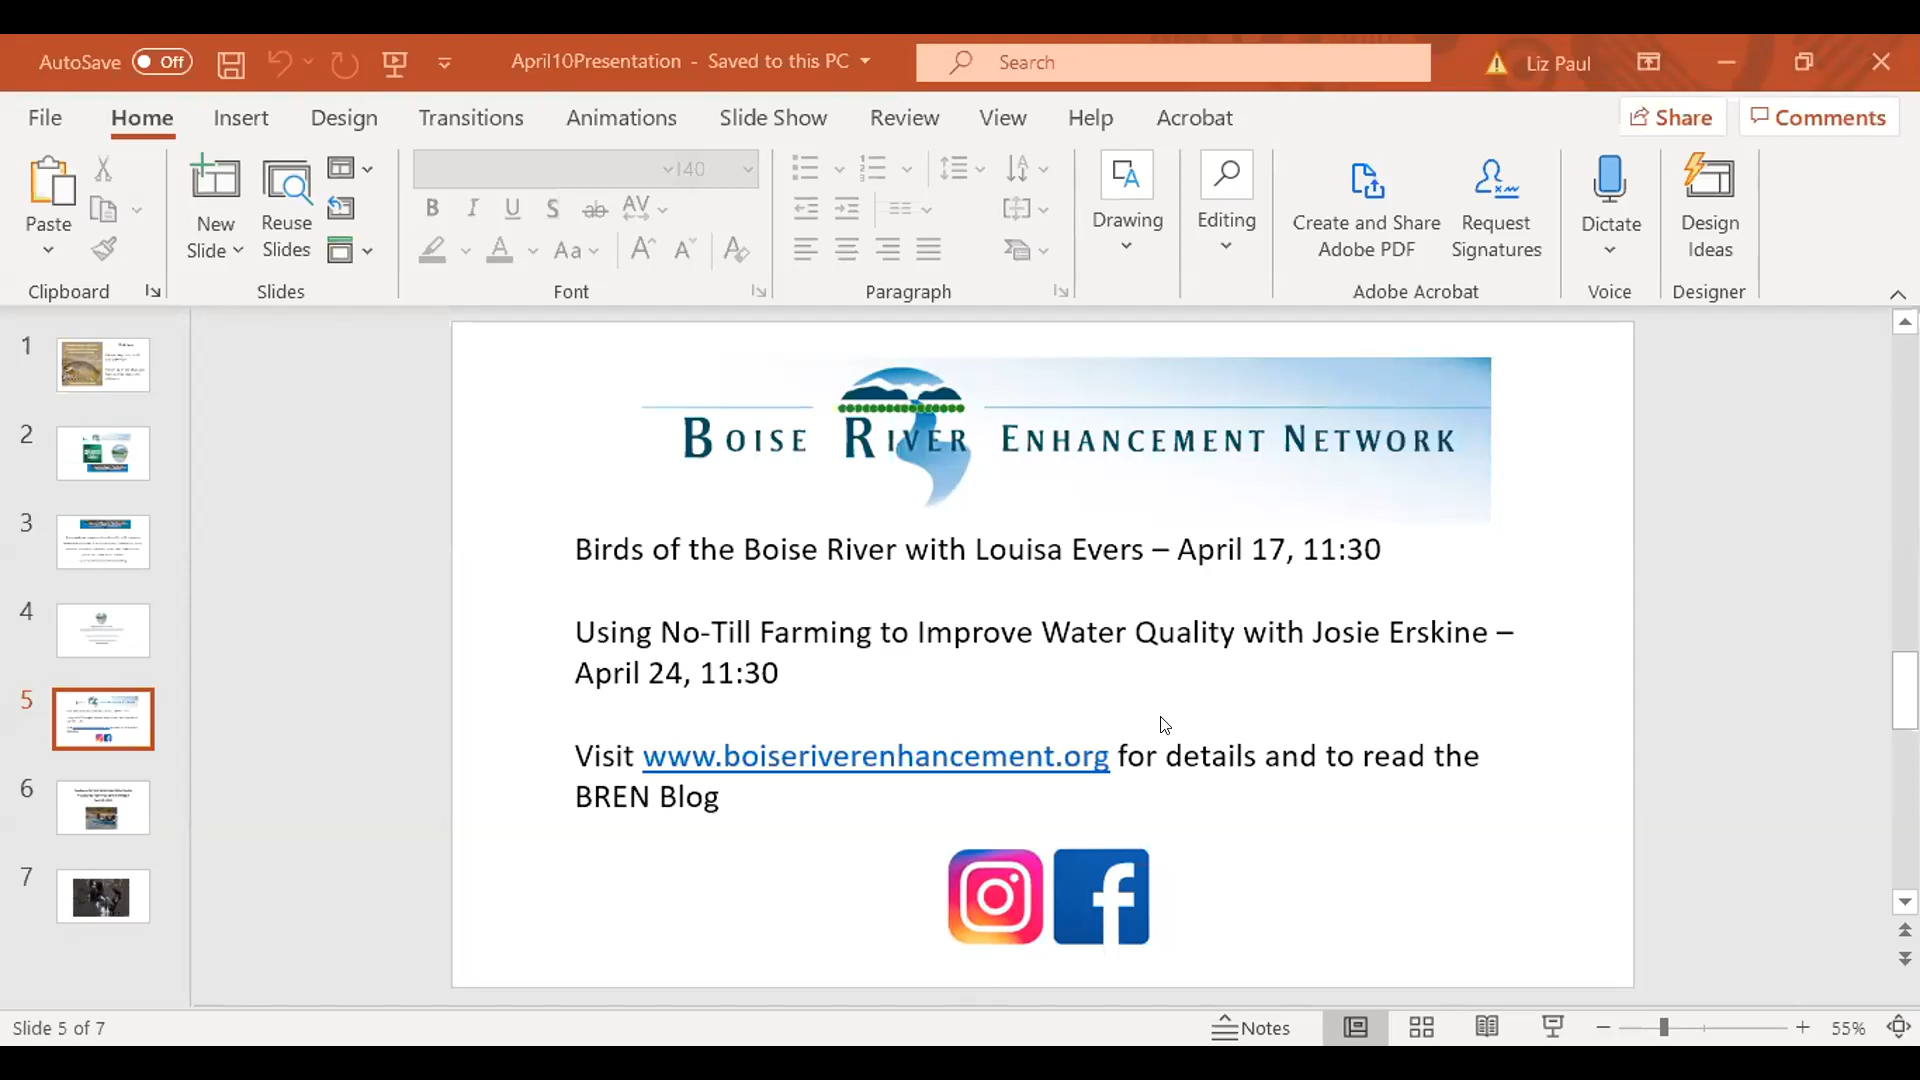 AutoSave Off April10Presentation - Saved to this PC Search Liz Paul
File Home Insert Design Transitions Animations Slide Show Review View Help Acrobat Share Comments
40
Paste New Slide Reuse Slides Drawing Editing Create and Share Adobe PDF Request Signatures Dictate Design Ideas
Clipboard Slides Font Paragraph Adobe Acrobat Voice Designer
1
2
3
4
5
6
7
BOISE RIVER ENHANCEMENT NETWORK
Birds of the Boise River with Louisa Evers – April 17, 11:30
Using No-Till Farming to Improve Water Quality with Josie Erskine –
April 24, 11:30
Visit www.boiseriverenhancement.org for details and to read the
BREN Blog
Slide 5 of 7 Notes 55%